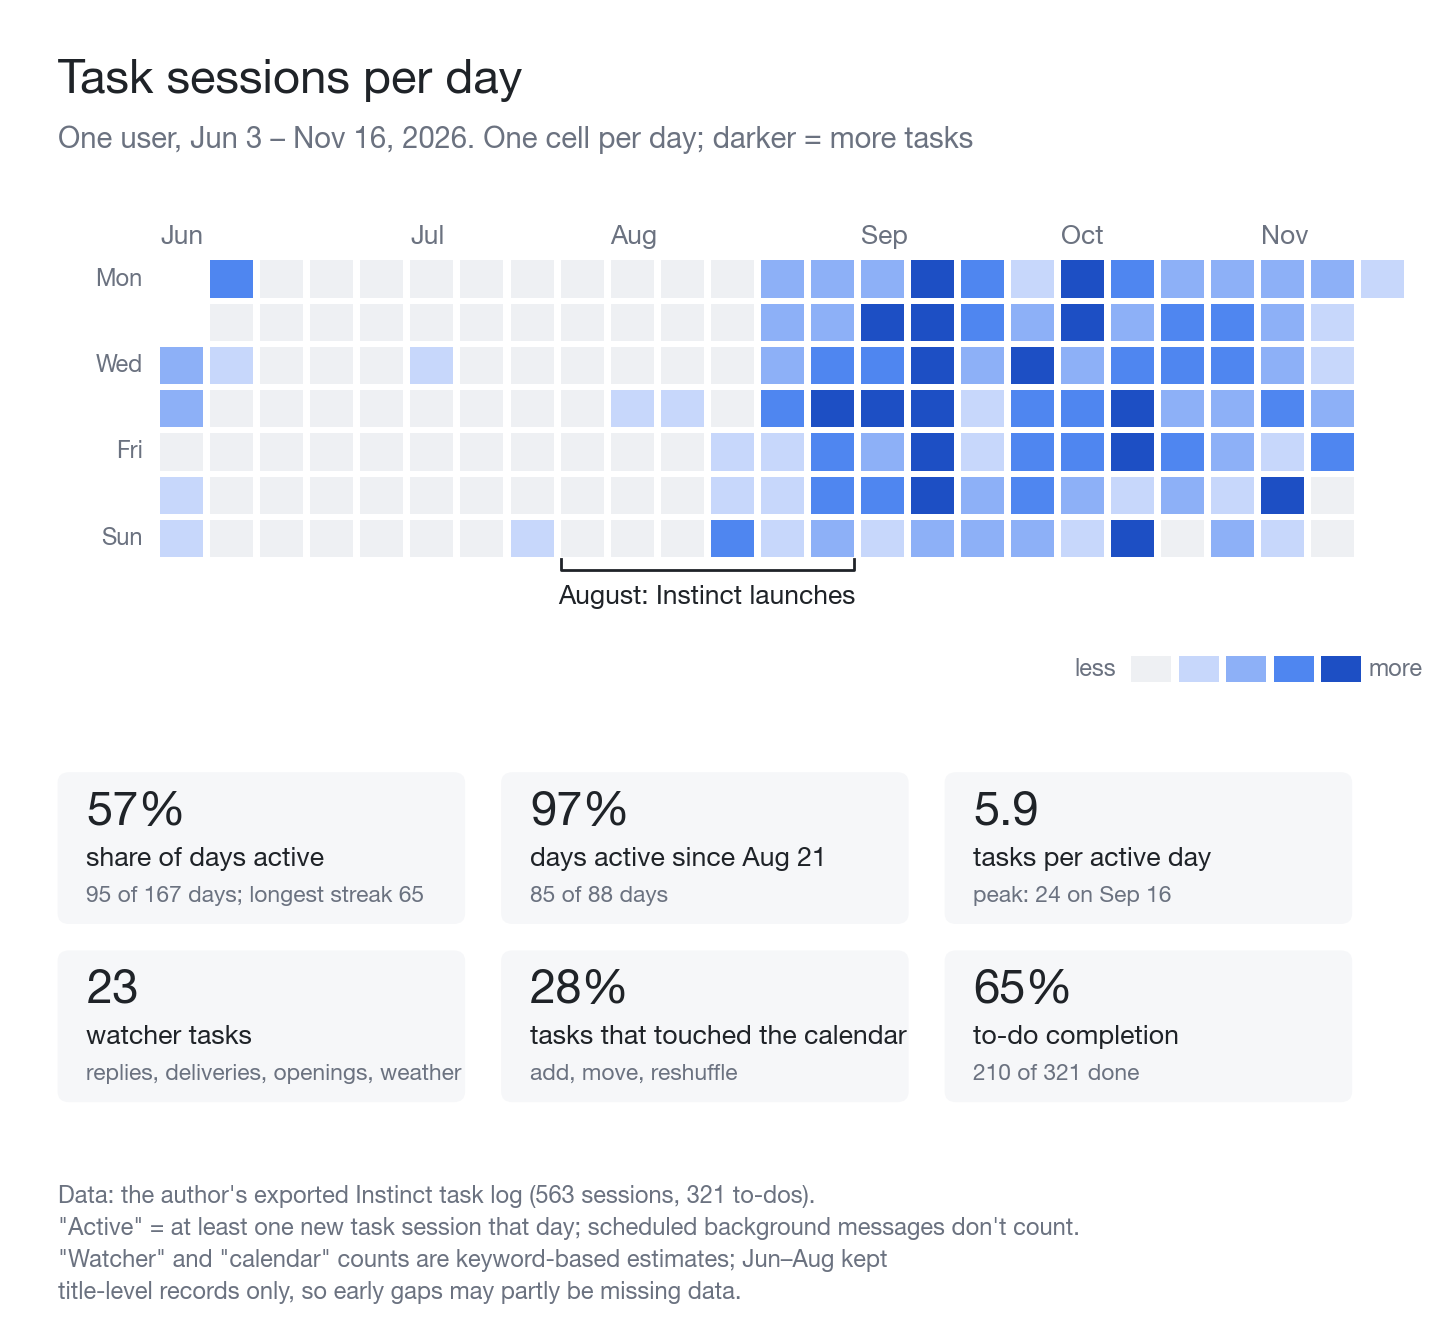 Task sessions per day
One user, Jun 3 – Nov 16, 2026. One cell per day; darker = more tasks
Jun Jul Aug Sep Oct Nov
Mon
Wed
Fri
Sun
August: Instinct launches
less more
57%
share of days active
95 of 167 days; longest streak 65
97%
days active since Aug 21
85 of 88 days
5.9
tasks per active day
peak: 24 on Sep 16
23
watcher tasks
replies, deliveries, openings, weather
28%
tasks that touched the calendar
add, move, reshuffle
65%
to-do completion
210 of 321 done
Data: the author's exported Instinct task log (563 sessions, 321 to-dos).
"Active" = at least one new task session that day; scheduled background messages don't count.
"Watcher" and "calendar" counts are keyword-based estimates; Jun–Aug kept
title-level records only, so early gaps may partly be missing data.